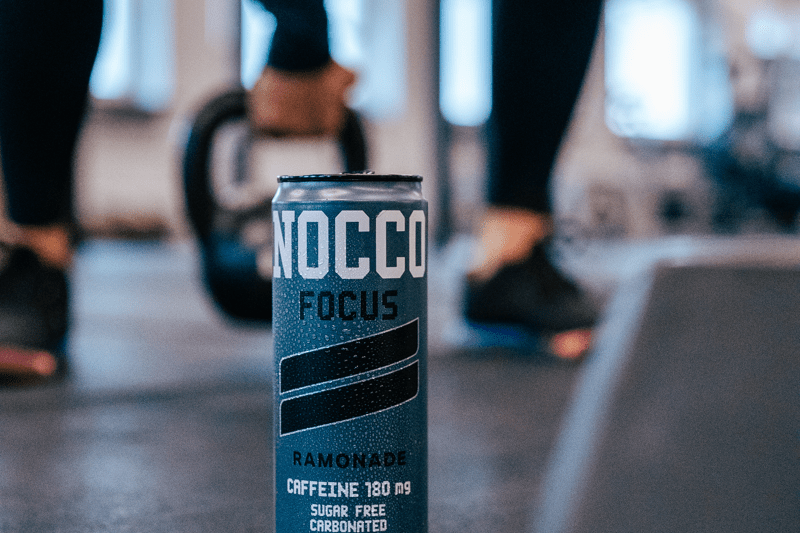 NOCCO
FOCUS
RAMONADE
CAFFEINE 180 mg
SUGAR FREE
CARBONATED